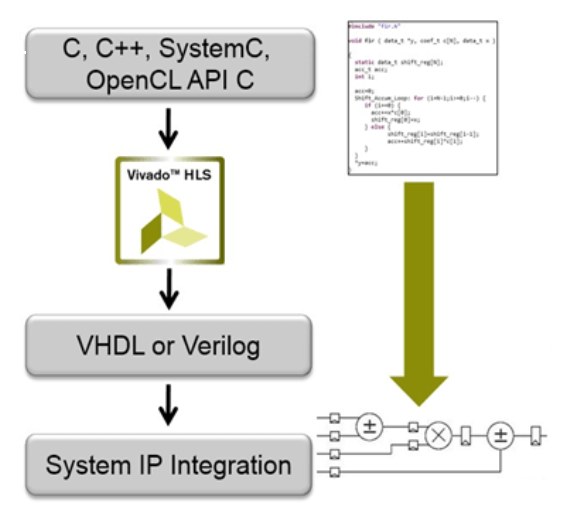 C, C++, SystemC,
OpenCL API C
Vivado™ HLS
VHDL or Verilog
System IP Integration
#include "fir.h"
void fir ( data_t *y, coef_t c[N], data_t x )
{
static data_t shift_reg[N];
acc_t acc;
int i;
acc=0;
Shift_Accum_Loop: for (i=N-1;i>=0;i--) {
if (i==0) {
acc+=x*c[0];
shift_reg[0]=x;
} else {
shift_reg[i]=shift_reg[i-1];
acc+=shift_reg[i]*c[i];
}
}
*y=acc;
±
×
±